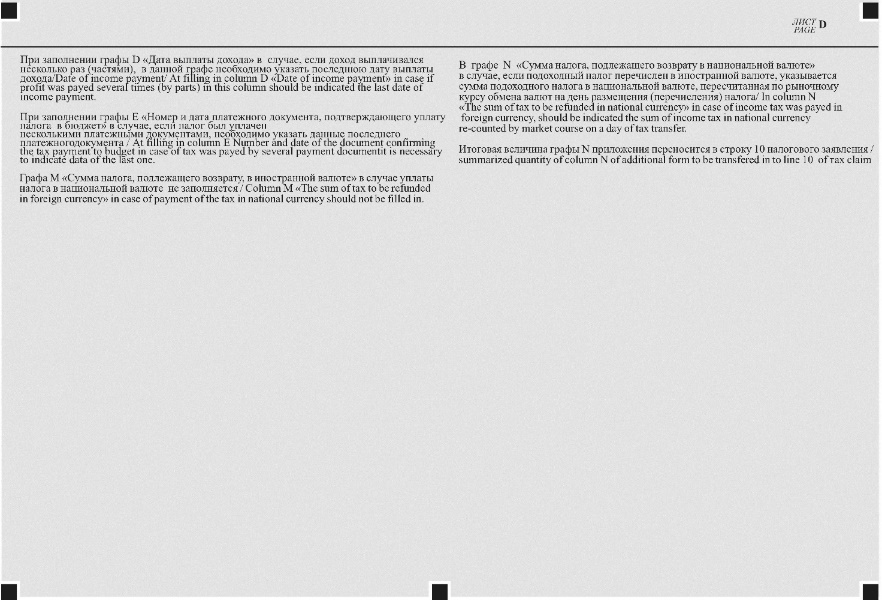 ЛИСТ
PAGE D
При заполнении графы D «Дата выплаты дохода» в случае, если доход выплачивался
несколько раз (частями), в данной графе необходимо указать последнюю дату выплаты
дохода/Date of income payment/ At filling in column D «Date of income payment» in case if
profit was payed several times (by parts) in this column should be indicated the last date of
income payment.
При заполнении графы Е «Номер и дата платежного документа, подтверждающего уплату
налога в бюджет» в случае, если налог был уплачен
несколькими платежными документами, необходимо указать данные последнего
платежногодокумента / At filling in column E Number and date of the document confirming
the tax payment to budget in case of tax was payed by several payment documentit is necessary
to indicate data of the last one.
Графа М «Сумма налога, подлежащего возврату, в иностранной валюте» в случае уплаты
налога в национальной валюте не заполняется / Column M «The sum of tax to be refunded
in foreign currency» in case of payment of the tax in national currency should not be filled in.
В графе N «Сумма налога, подлежащего возврату в национальной валюте»
в случае, если подоходный налог перечислен в иностранной валюте, указывается
сумма подоходного налога в национальной валюте, пересчитанная по рыночному
курсу обмена валют на день размещения (перечисления) налога/ In column N
«The sum of tax to be refunded in national currency» in case of income tax was payed in
foreign currency, should be indicated the sum of income tax in national currency
re-counted by market course on a day of tax transfer.
Итоговая величина графы N приложения переносится в строку 10 налогового заявления /
summarized quantity of column N of additional form to be transfered in to line 10 of tax claim